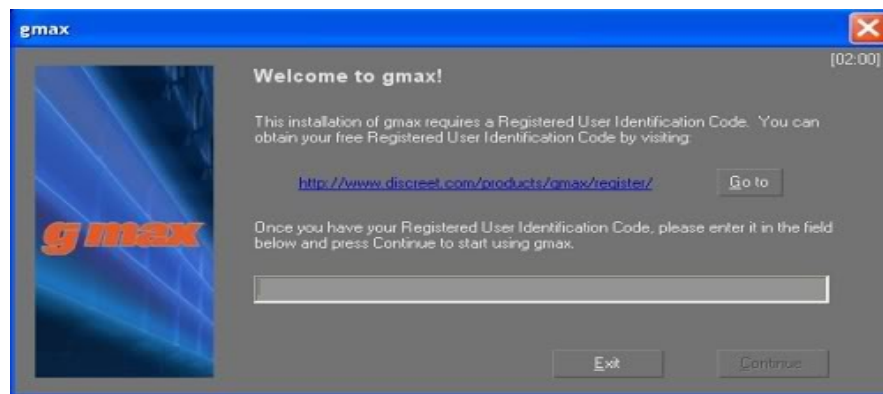 gmax
[02:00]
Welcome to gmax!
This installation of gmax requires a Registered User Identification Code. You can
obtain your free Registered User Identification Code by visiting:
http://www.discreet.com/products/gmax/register/
Go to
g max
Once you have your Registered User Identification Code, please enter it in the field
below and press Continue to start using gmax.
Exit
Continue